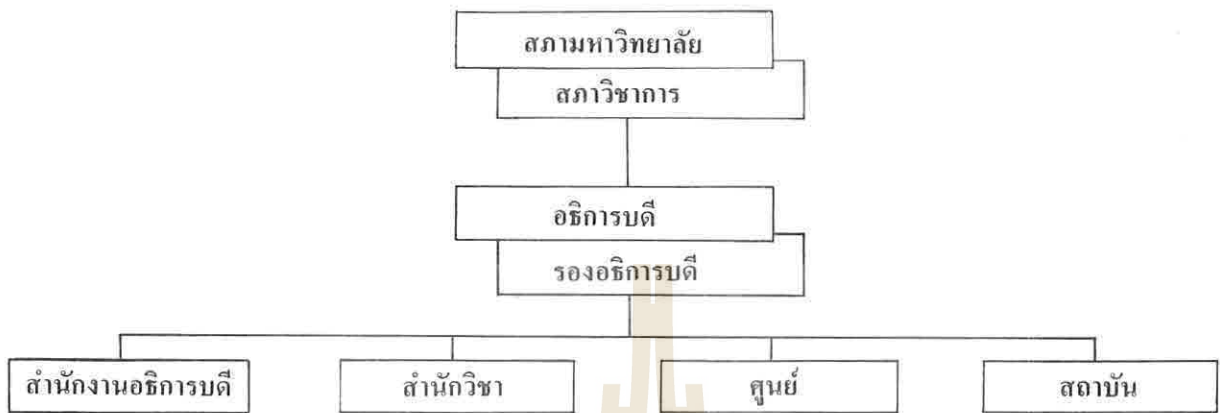 สภามหาวิทยาลัย
สภาวิชาการ
อธิการบดี
รองอธิการบดี
สำนักงานอธิการบดี
สำนักวิชา
ศูนย์
สถาบัน